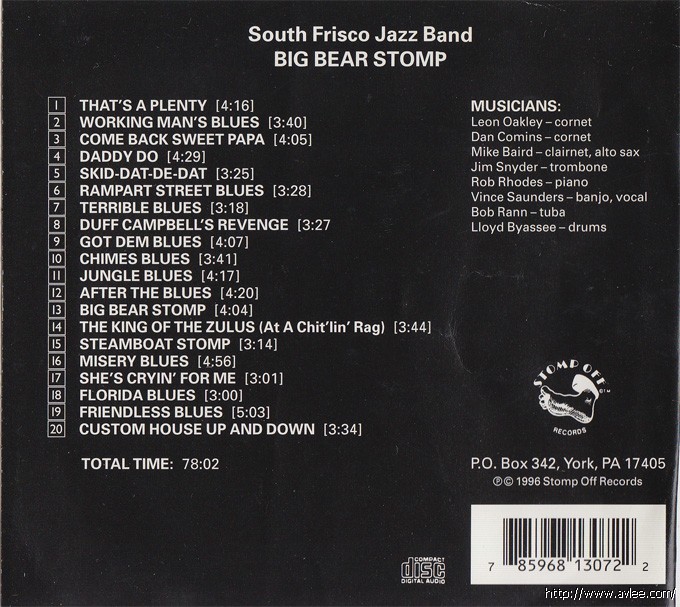 South Frisco Jazz Band
BIG BEAR STOMP
1 THAT'S A PLENTY [4:16]
2 WORKING MAN'S BLUES [3:40]
3 COME BACK SWEET PAPA [4:05]
4 DADDY DO [4:29]
5 SKID-DAT-DE-DAT [3:25]
6 RAMPART STREET BLUES [3:28]
7 TERRIBLE BLUES [3:18]
8 DUFF CAMPBELL'S REVENGE [3:27
9 GOT DEM BLUES [4:07]
10 CHIMES BLUES [3:41]
11 JUNGLE BLUES [4:17]
12 AFTER THE BLUES [4:20]
13 BIG BEAR STOMP [4:04]
14 THE KING OF THE ZULUS (At A Chit'lin' Rag) [3:44]
15 STEAMBOAT STOMP [3:14]
16 MISERY BLUES [4;56]
17 SHE'S CRYIN' FOR ME [3:01]
18 FLORIDA BLUES [3:00]
19 FRIENDLESS BLUES [5:03]
20 CUSTOM HOUSE UP AND DOWN [3:34]
TOTAL TIME: 78:02
MUSICIANS:
Leon Oakley – cornet
Dan Comins – cornet
Mike Baird – clairnet, alto sax
Jim Snyder – trombone
Rob Rhodes – piano
Vince Saunders – banjo, vocal
Bob Rann – tuba
Lloyd Byassee – drums
STOMP OFF
RECORDS
P.O. Box 342, York, PA 17405
℗© 1996 Stomp Off Records
COMPACT
disc
DIGITAL AUDIO
7 85968 13072 2
http://www.avlee.com/